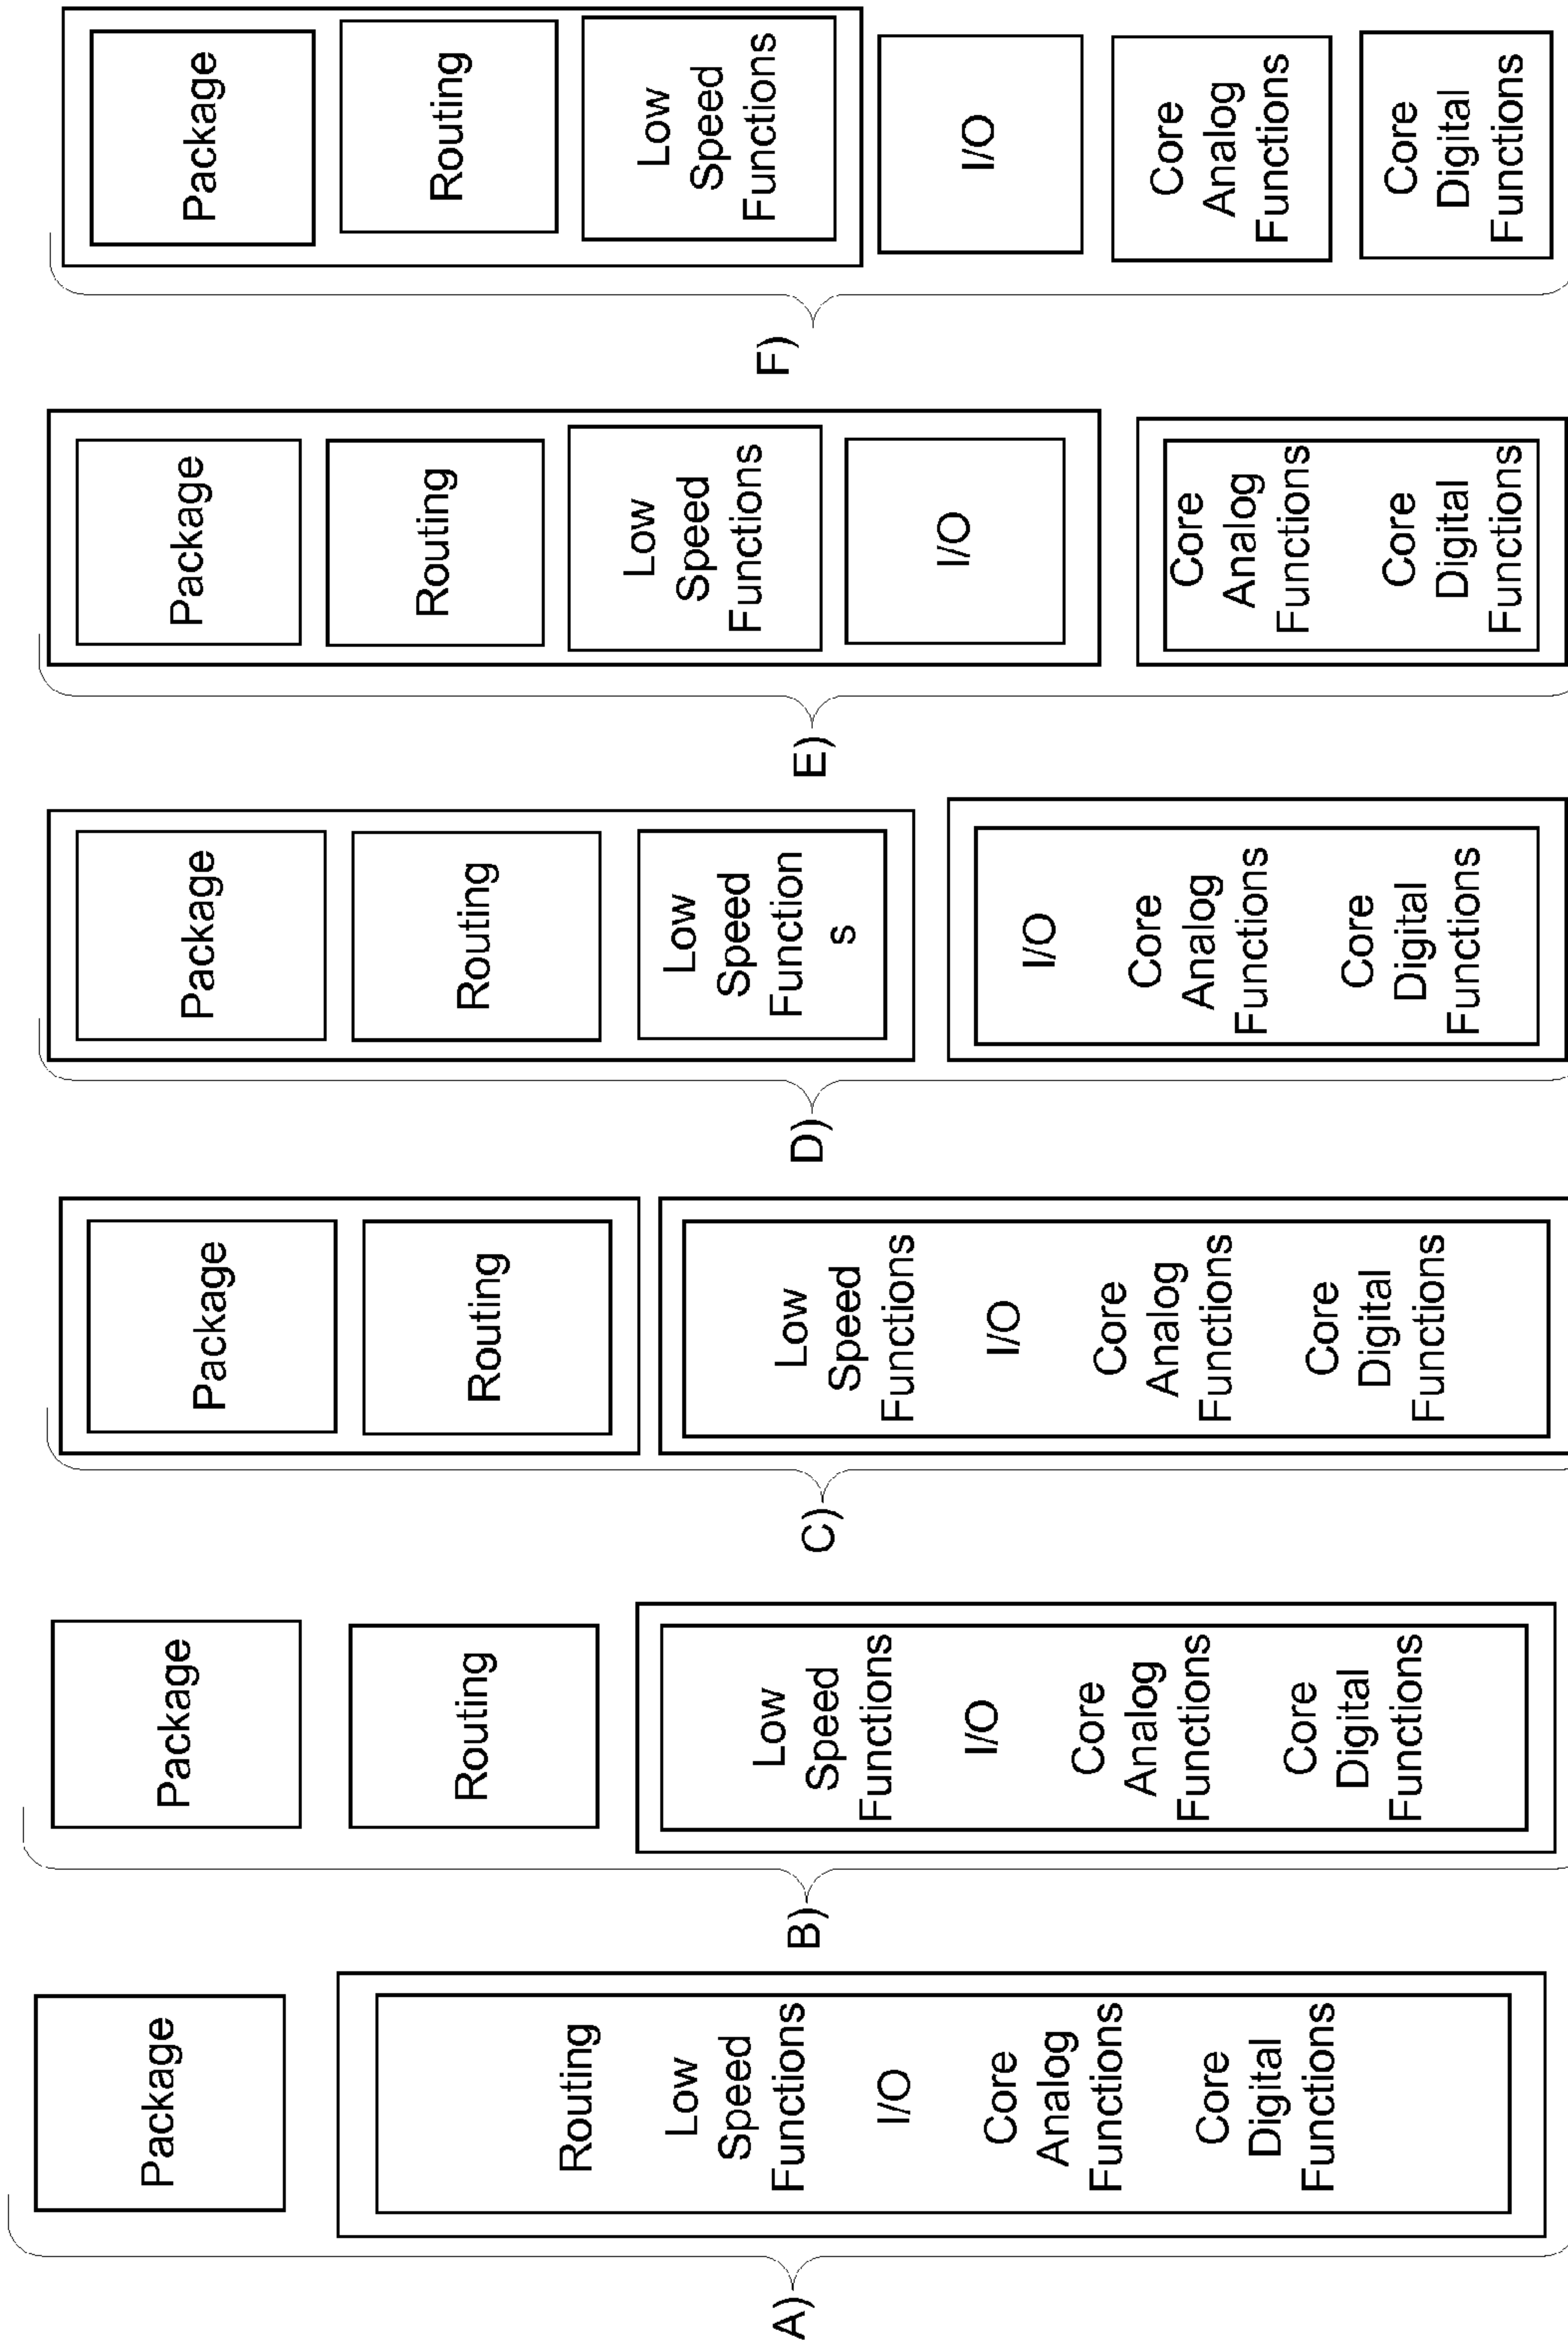 A)
Package
Routing
Low
Speed
Functions
I/O
Core
Analog
Functions
Core
Digital
Functions
B)
Package
Routing
Low
Speed
Functions
I/O
Core
Analog
Functions
Core
Digital
Functions
C)
Package
Routing
Low
Speed
Functions
I/O
Core
Analog
Functions
Core
Digital
Functions
D)
Package
Routing
Low
Speed
Function
s
I/O
Core
Analog
Functions
Core
Digital
Functions
E)
Package
Routing
Low
Speed
Functions
I/O
Core
Analog
Functions
Core
Digital
Functions
F)
Package
Routing
Low
Speed
Functions
I/O
Core
Analog
Functions
Core
Digital
Functions